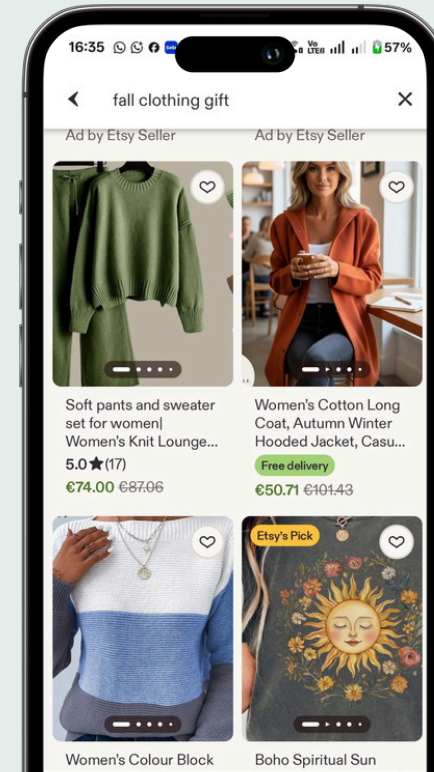 16:35
Vo
LTE
57%
fall clothing gift
Ad by Etsy Seller
Ad by Etsy Seller
Soft pants and sweater
set for women|
Women's Knit Lounge...
5.0★(17)
€74.00 €87.06
Women's Cotton Long
Coat, Autumn Winter
Hooded Jacket, Casu...
Free delivery
€50.71 €101.43
Etsy's Pick
Women's Colour Block
Boho Spiritual Sun